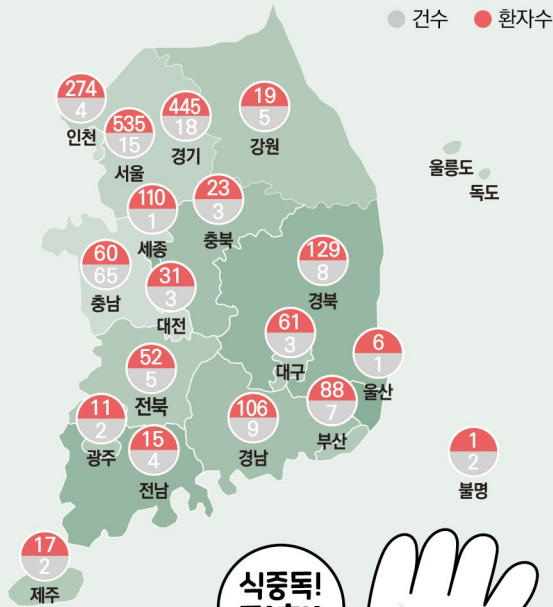 건수 환자수
274
4
인천
535
15
서울
445
18
경기
19
5
강원
울릉도
독도
110
1
세종
23
3
충북
60
65
충남
31
3
대전
129
8
경북
61
3
대구
6
1
울산
52
5
전북
88
7
부산
11
2
광주
15
4
전남
106
9
경남
1
2
불명
17
2
제주
식중독!